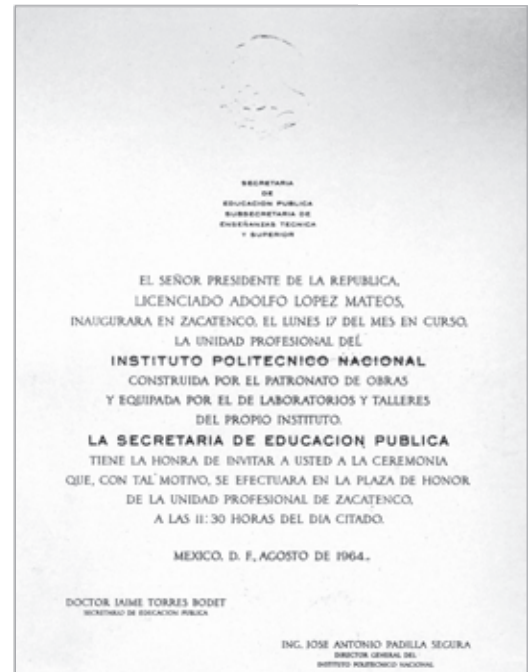 SECRETARIA
DE
EDUCACION PUBLICA
SUBSECRETARIA DE
ENSEÑANZAS TECNICA
Y SUPERIOR
EL SEÑOR PRESIDENTE DE LA REPUBLICA,
LICENCIADO ADOLFO LOPEZ MATEOS,
INAUGURARA EN ZACATENCO, EL LUNES 17 DEL MES EN CURSO,
LA UNIDAD PROFESIONAL DEL
INSTITUTO POLITECNICO NACIONAL
CONSTRUIDA POR EL PATRONATO DE OBRAS
Y EQUIPADA POR EL DE LABORATORIOS Y TALLERES
DEL PROPIO INSTITUTO.
LA SECRETARIA DE EDUCACION PUBLICA
TIENE LA HONRA DE INVITAR A USTED A LA CEREMONIA
QUE, CON TAL MOTIVO, SE EFECTUARA EN LA PLAZA DE HONOR
DE LA UNIDAD PROFESIONAL DE ZACATENCO,
A LAS 11:30 HORAS DEL DIA CITADO.
MEXICO, D. F., AGOSTO DE 1964.
DOCTOR JAIME TORRES BODET
SECRETARIO DE EDUCACION PUBLICA
ING. JOSE ANTONIO PADILLA SEGURA
DIRECTOR GENERAL DEL
INSTITUTO POLITECNICO NACIONAL